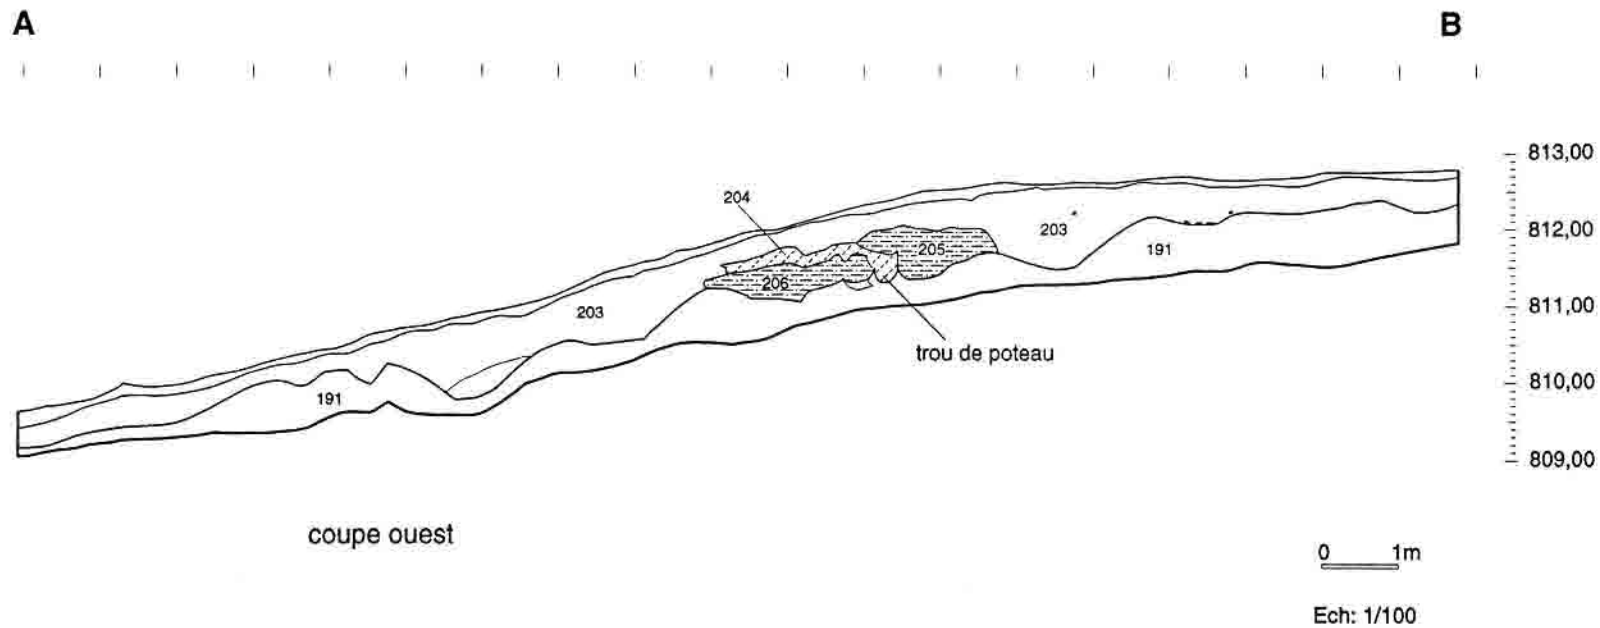 A
B
813,00
204
812,00
203
205
191
206
811,00
203
trou de poteau
810,00
191
809,00
coupe ouest
0 1m
Ech: 1/100